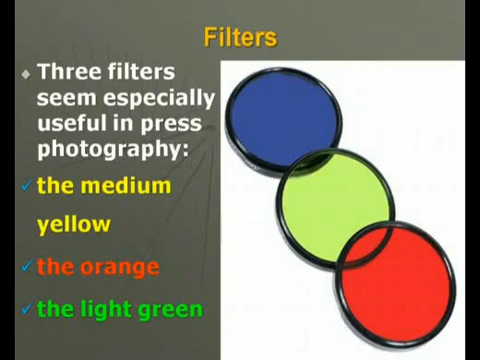 Filters
Three filters
seem especially
useful in press
photography:
the medium
yellow
the orange
the light green